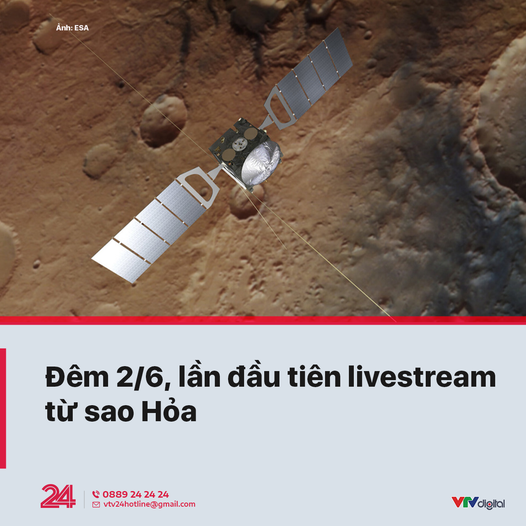 Ảnh: ESA
Đêm 2/6, lần đầu tiên livestream
từ sao Hỏa
24
0889 24 24 24
vtv24hotline@gmail.com
VTVdigital